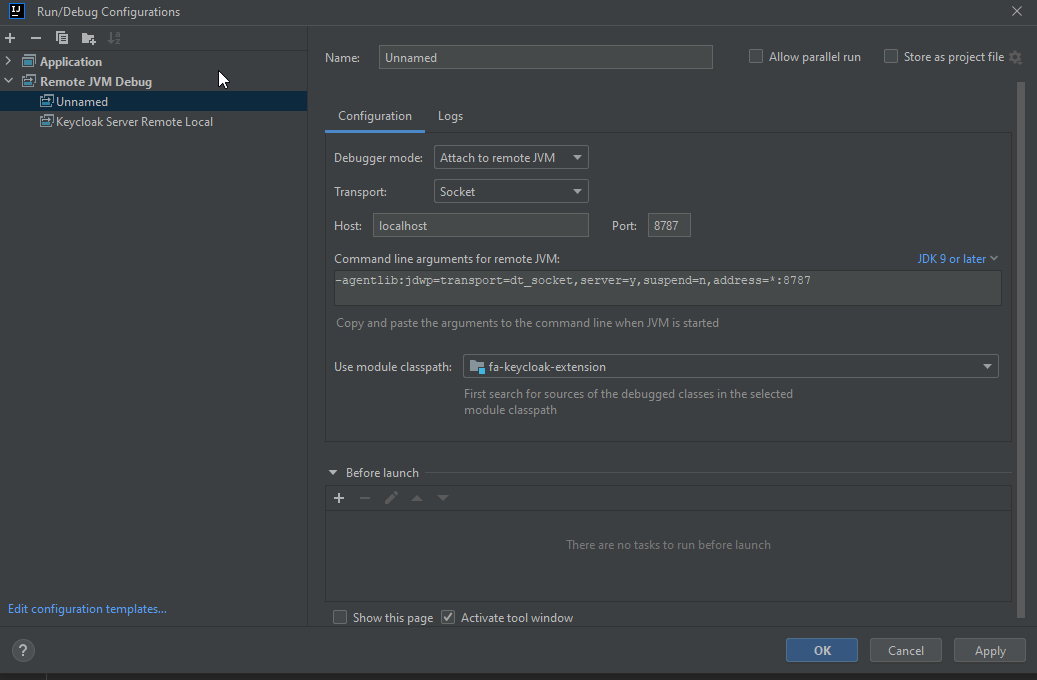 IJ
Run/Debug Configurations
Application
Remote JVM Debug
Unnamed
Keycloak Server Remote Local
Edit configuration templates...
Name: Unnamed
Allow parallel run
Store as project file
Configuration
Logs
Debugger mode: Attach to remote JVM
Transport: Socket
Host: localhost Port: 8787
Command line arguments for remote JVM: JDK 9 or later
-agentlib:jdwp=transport=dt_socket,server=y,suspend=n,address=*:8787
Copy and paste the arguments to the command line when JVM is started
Use module classpath: fa-keycloak-extension
First search for sources of the debugged classes in the selected
module classpath
Before launch
There are no tasks to run before launch
Show this page Activate tool window
? OK Cancel Apply